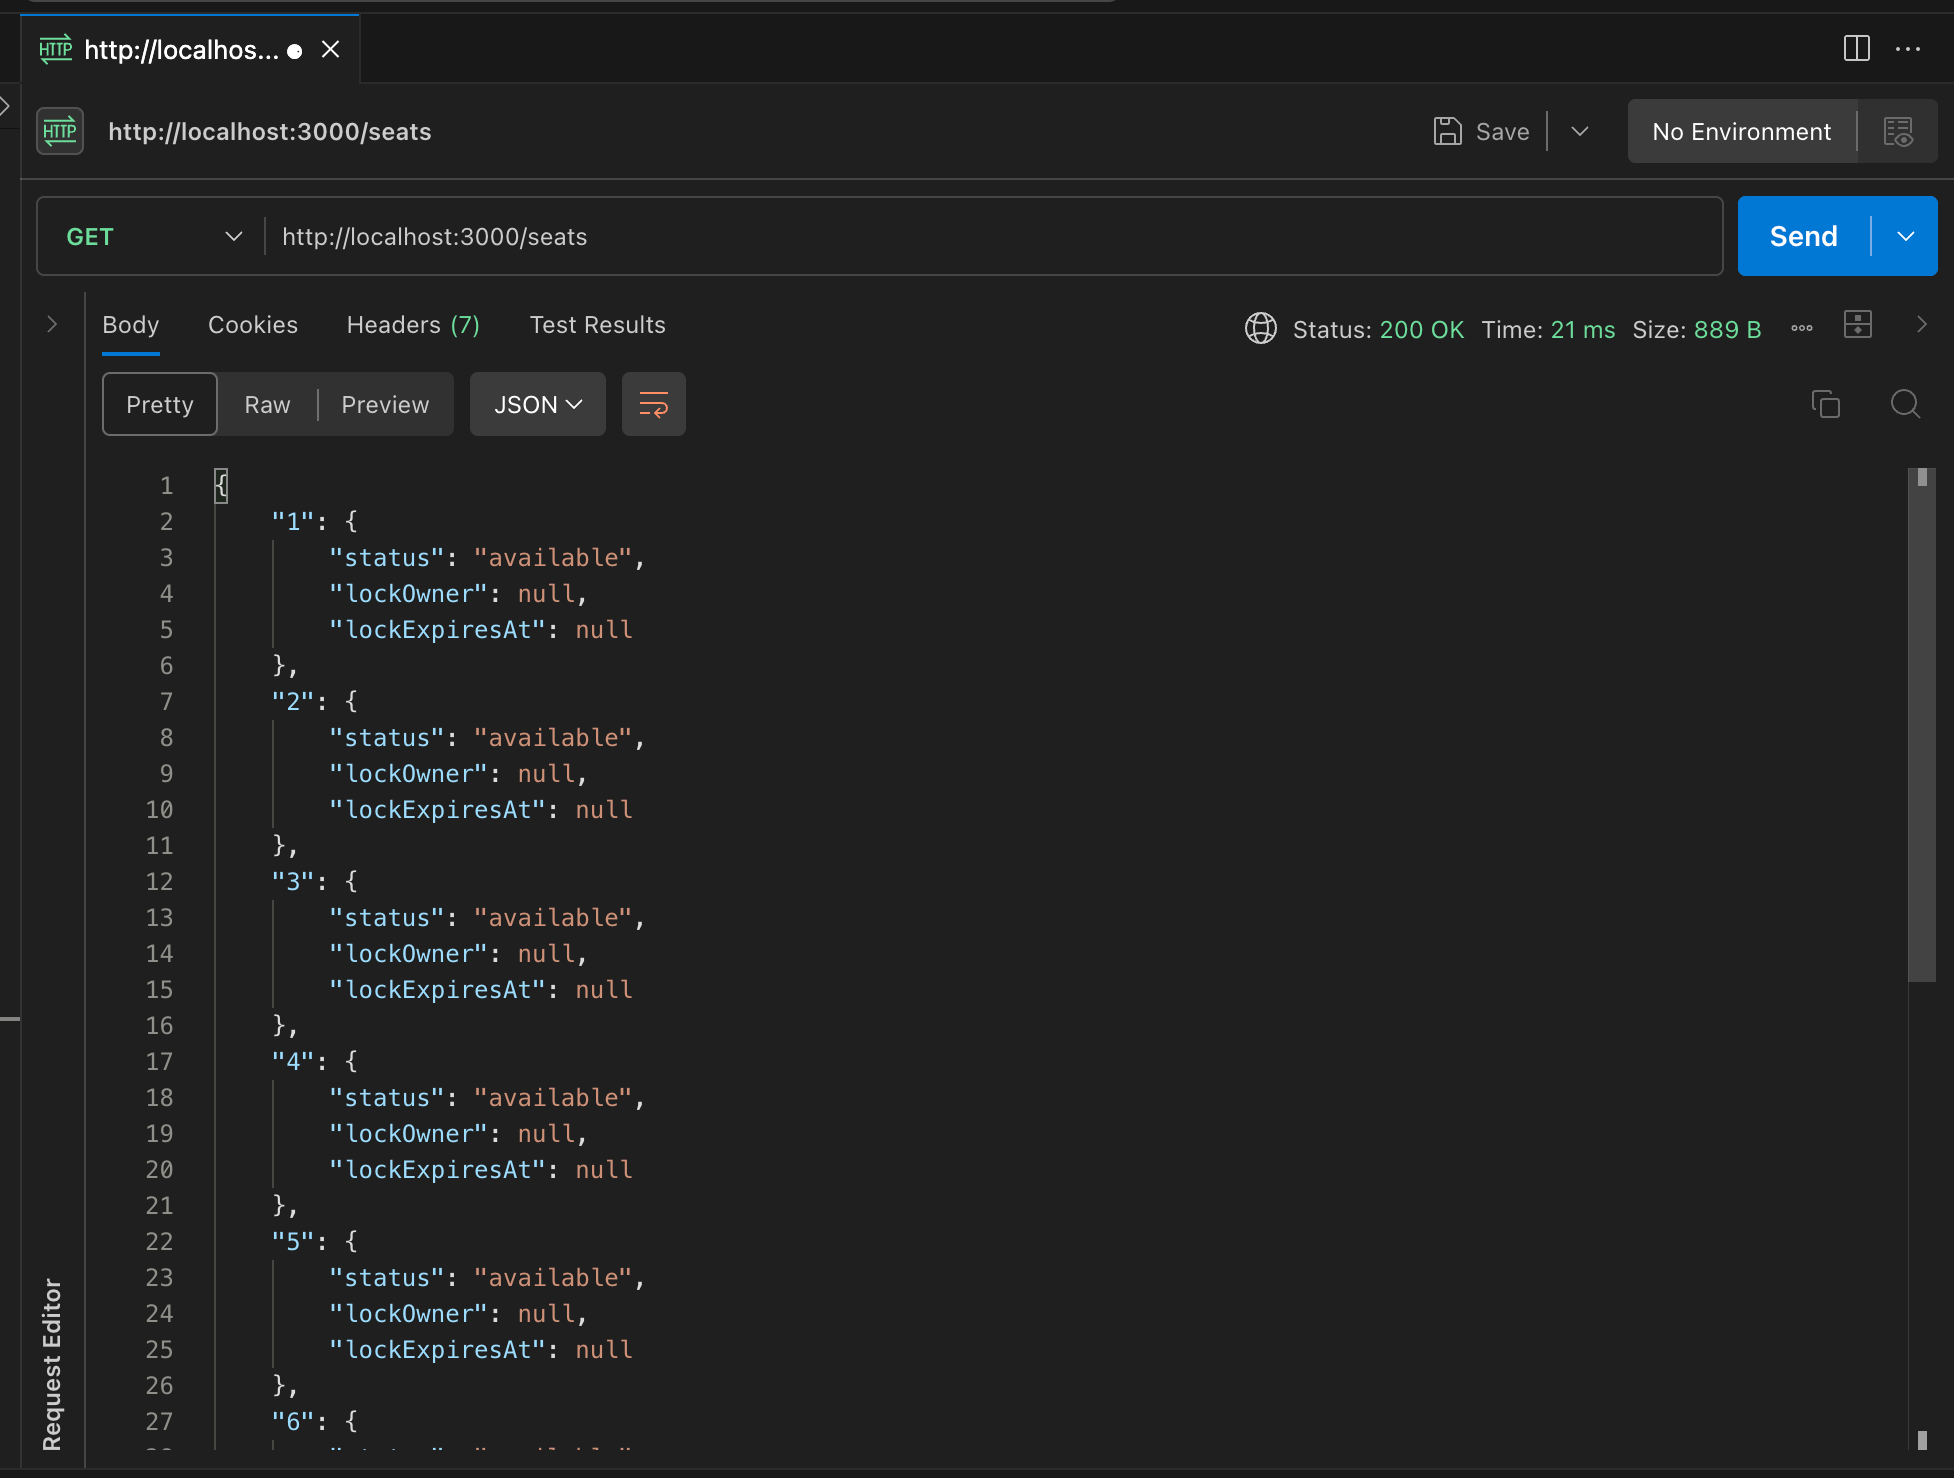 HTTP http://localhos...
HTTP http://localhost:3000/seats Save No Environment
GET http://localhost:3000/seats Send
Body Cookies Headers (7) Test Results Status: 200 OK Time: 21 ms Size: 889 B
Pretty Raw Preview JSON
1 {
2 "1": {
3 "status": "available",
4 "lockOwner": null,
5 "lockExpiresAt": null
6 },
7 "2": {
8 "status": "available",
9 "lockOwner": null,
10 "lockExpiresAt": null
11 },
12 "3": {
13 "status": "available",
14 "lockOwner": null,
15 "lockExpiresAt": null
16 },
17 "4": {
18 "status": "available",
19 "lockOwner": null,
20 "lockExpiresAt": null
21 },
22 "5": {
23 "status": "available",
24 "lockOwner": null,
25 "lockExpiresAt": null
26 },
27 "6": {
Request Editor